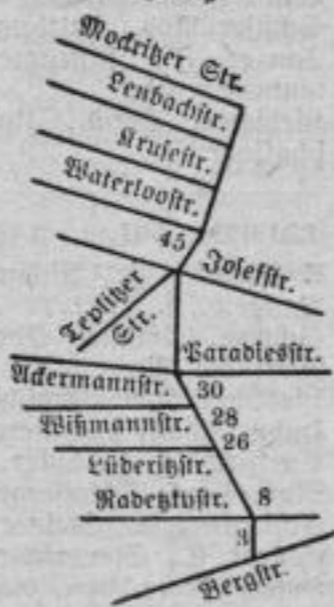 Mockritzer Str.
Lenbachstr.
Krusestr.
Waterloostr.
45
Josefstr.
Teplitzer
Str.
Paradiesstr.
Ackermannstr.
30
Wißmannstr.
28
26
Lüderitzstr.
Radetzkystr.
8
3
Bergstr.